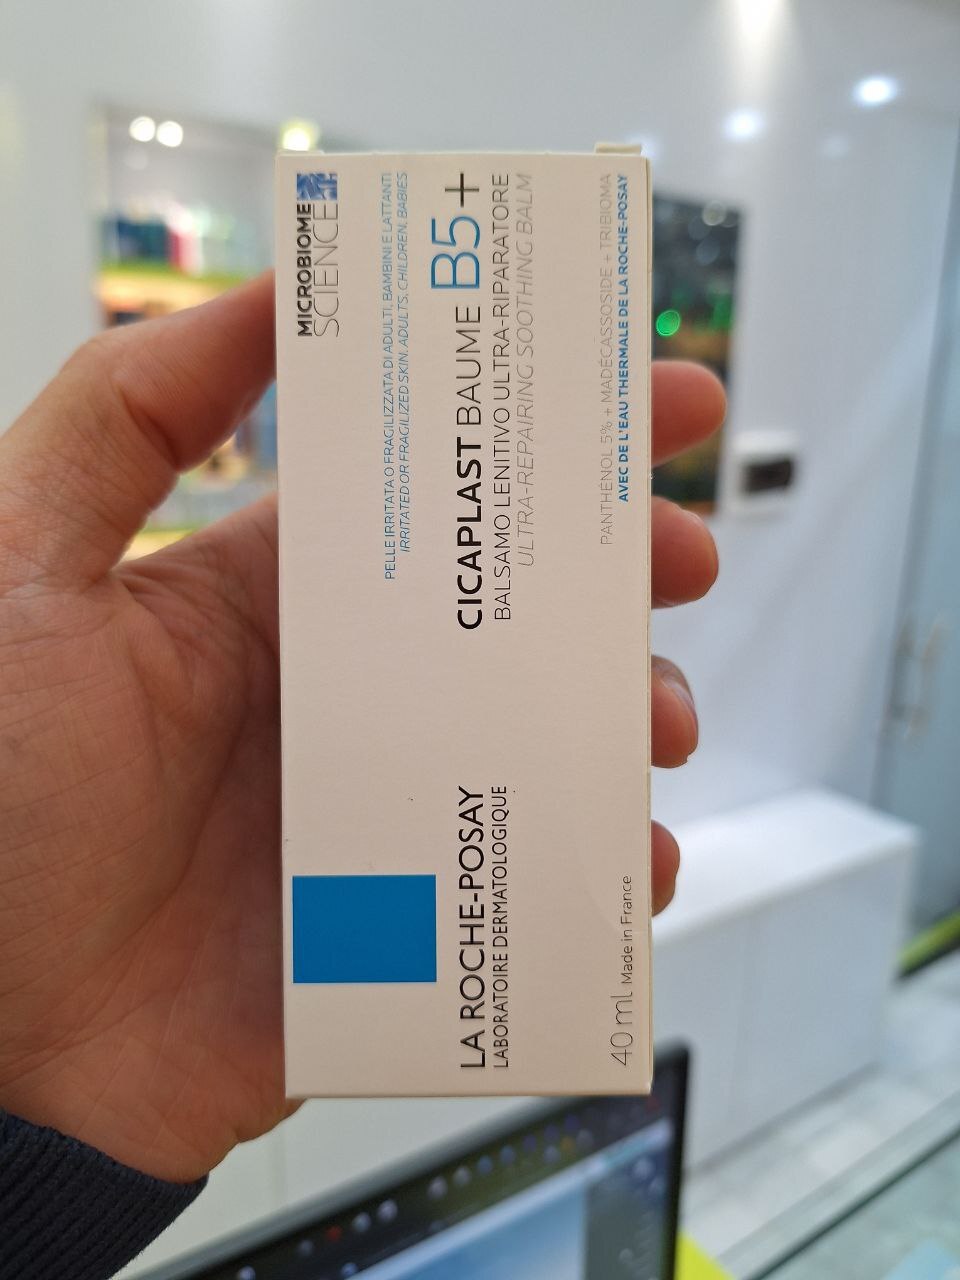 LA ROCHE-POSAY
LABORATOIRE DERMATOLOGIQUE
MICROBIOME
SCIENCE
PELLE IRRITATA O FRAGILIZZATA DI ADULTI, BAMBINI E LATTANTI
IRRITATED OR FRAGILIZED SKIN. ADULTS, CHILDREN, BABIES
CICAPLAST BAUME B5+
BALSAMO LENITIVO ULTRA-RIPARATORE
ULTRA-REPAIRING SOOTHING BALM
PANTHÉNOL 5% + MADÉCASSOSIDE + TRIBIOMA
AVEC DE L'EAU THERMALE DE LA ROCHE-POSAY
40 ml Made in France